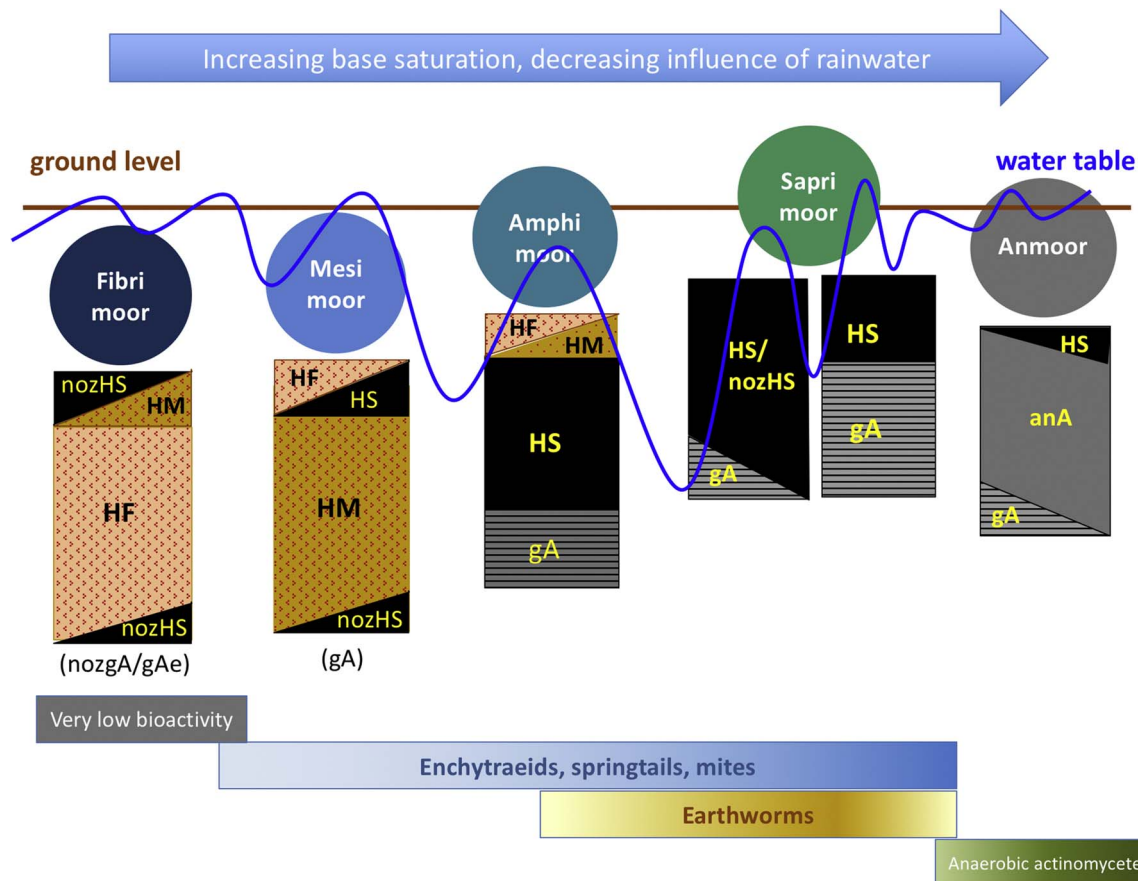 Increasing base saturation, decreasing influence of rainwater
ground level
water table
Fibri
moor
Mesi
moor
Amphi
moor
Sapri
moor
Anmoor
nozHS
HM
HF
nozHS
(nozgA/gAe)
HF
HS
HM
nozHS
(gA)
HF
HM
HS
gA
HS/
nozHS
gA
HS
gA
HS
anA
gA
Very low bioactivity
Enchytraeids, springtails, mites
Earthworms
Anaerobic actinomycete